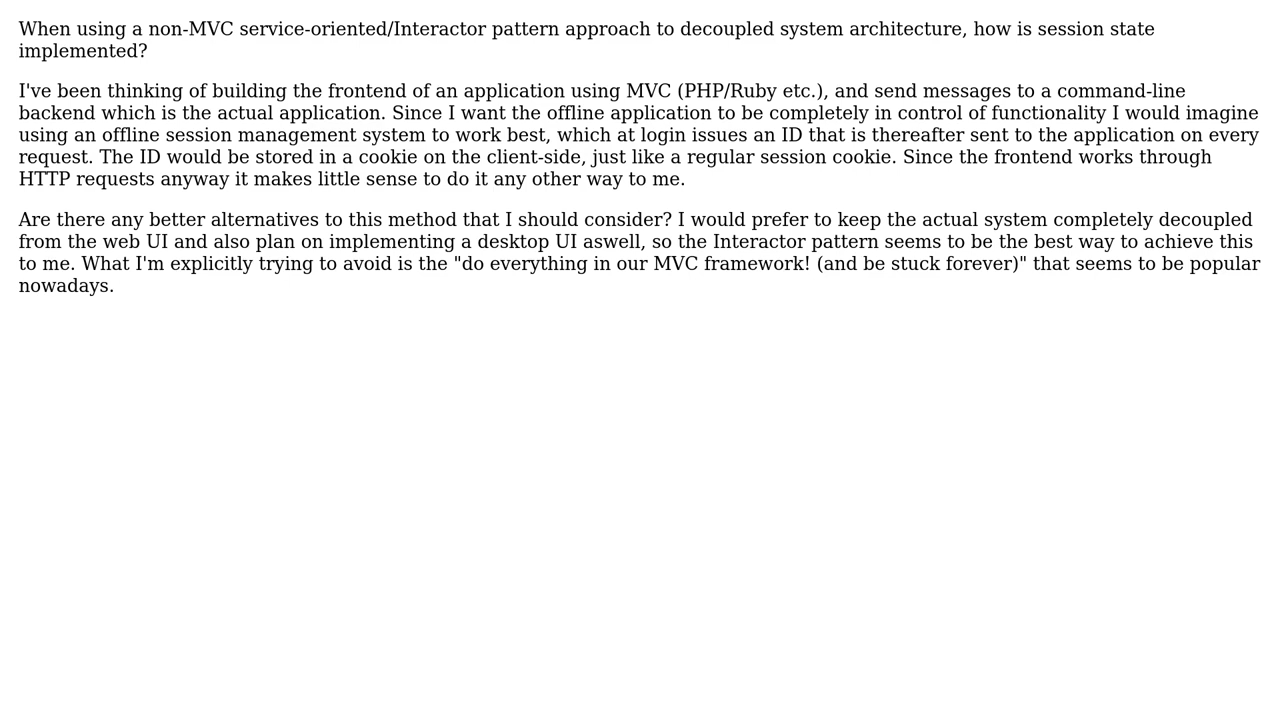 When using a non-MVC service-oriented/Interactor pattern approach to decoupled system architecture, how is session state
implemented?
I've been thinking of building the frontend of an application using MVC (PHP/Ruby etc.), and send messages to a command-line
backend which is the actual application. Since I want the offline application to be completely in control of functionality I would imagine
using an offline session management system to work best, which at login issues an ID that is thereafter sent to the application on every
request. The ID would be stored in a cookie on the client-side, just like a regular session cookie. Since the frontend works through
HTTP requests anyway it makes little sense to do it any other way to me.
Are there any better alternatives to this method that I should consider? I would prefer to keep the actual system completely decoupled
from the web UI and also plan on implementing a desktop UI aswell, so the Interactor pattern seems to be the best way to achieve this
to me. What I'm explicitly trying to avoid is the "do everything in our MVC framework! (and be stuck forever)" that seems to be popular
nowadays.